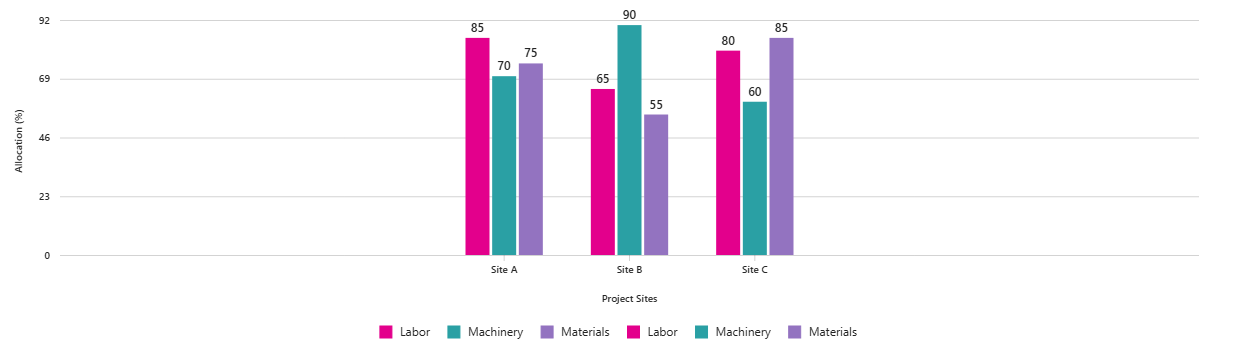 92
69
46
23
0
Allocation (%)
85
70
75
65
90
55
80
60
85
Site A
Site B
Site C
Project Sites
Labor Machinery Materials Labor Machinery Materials